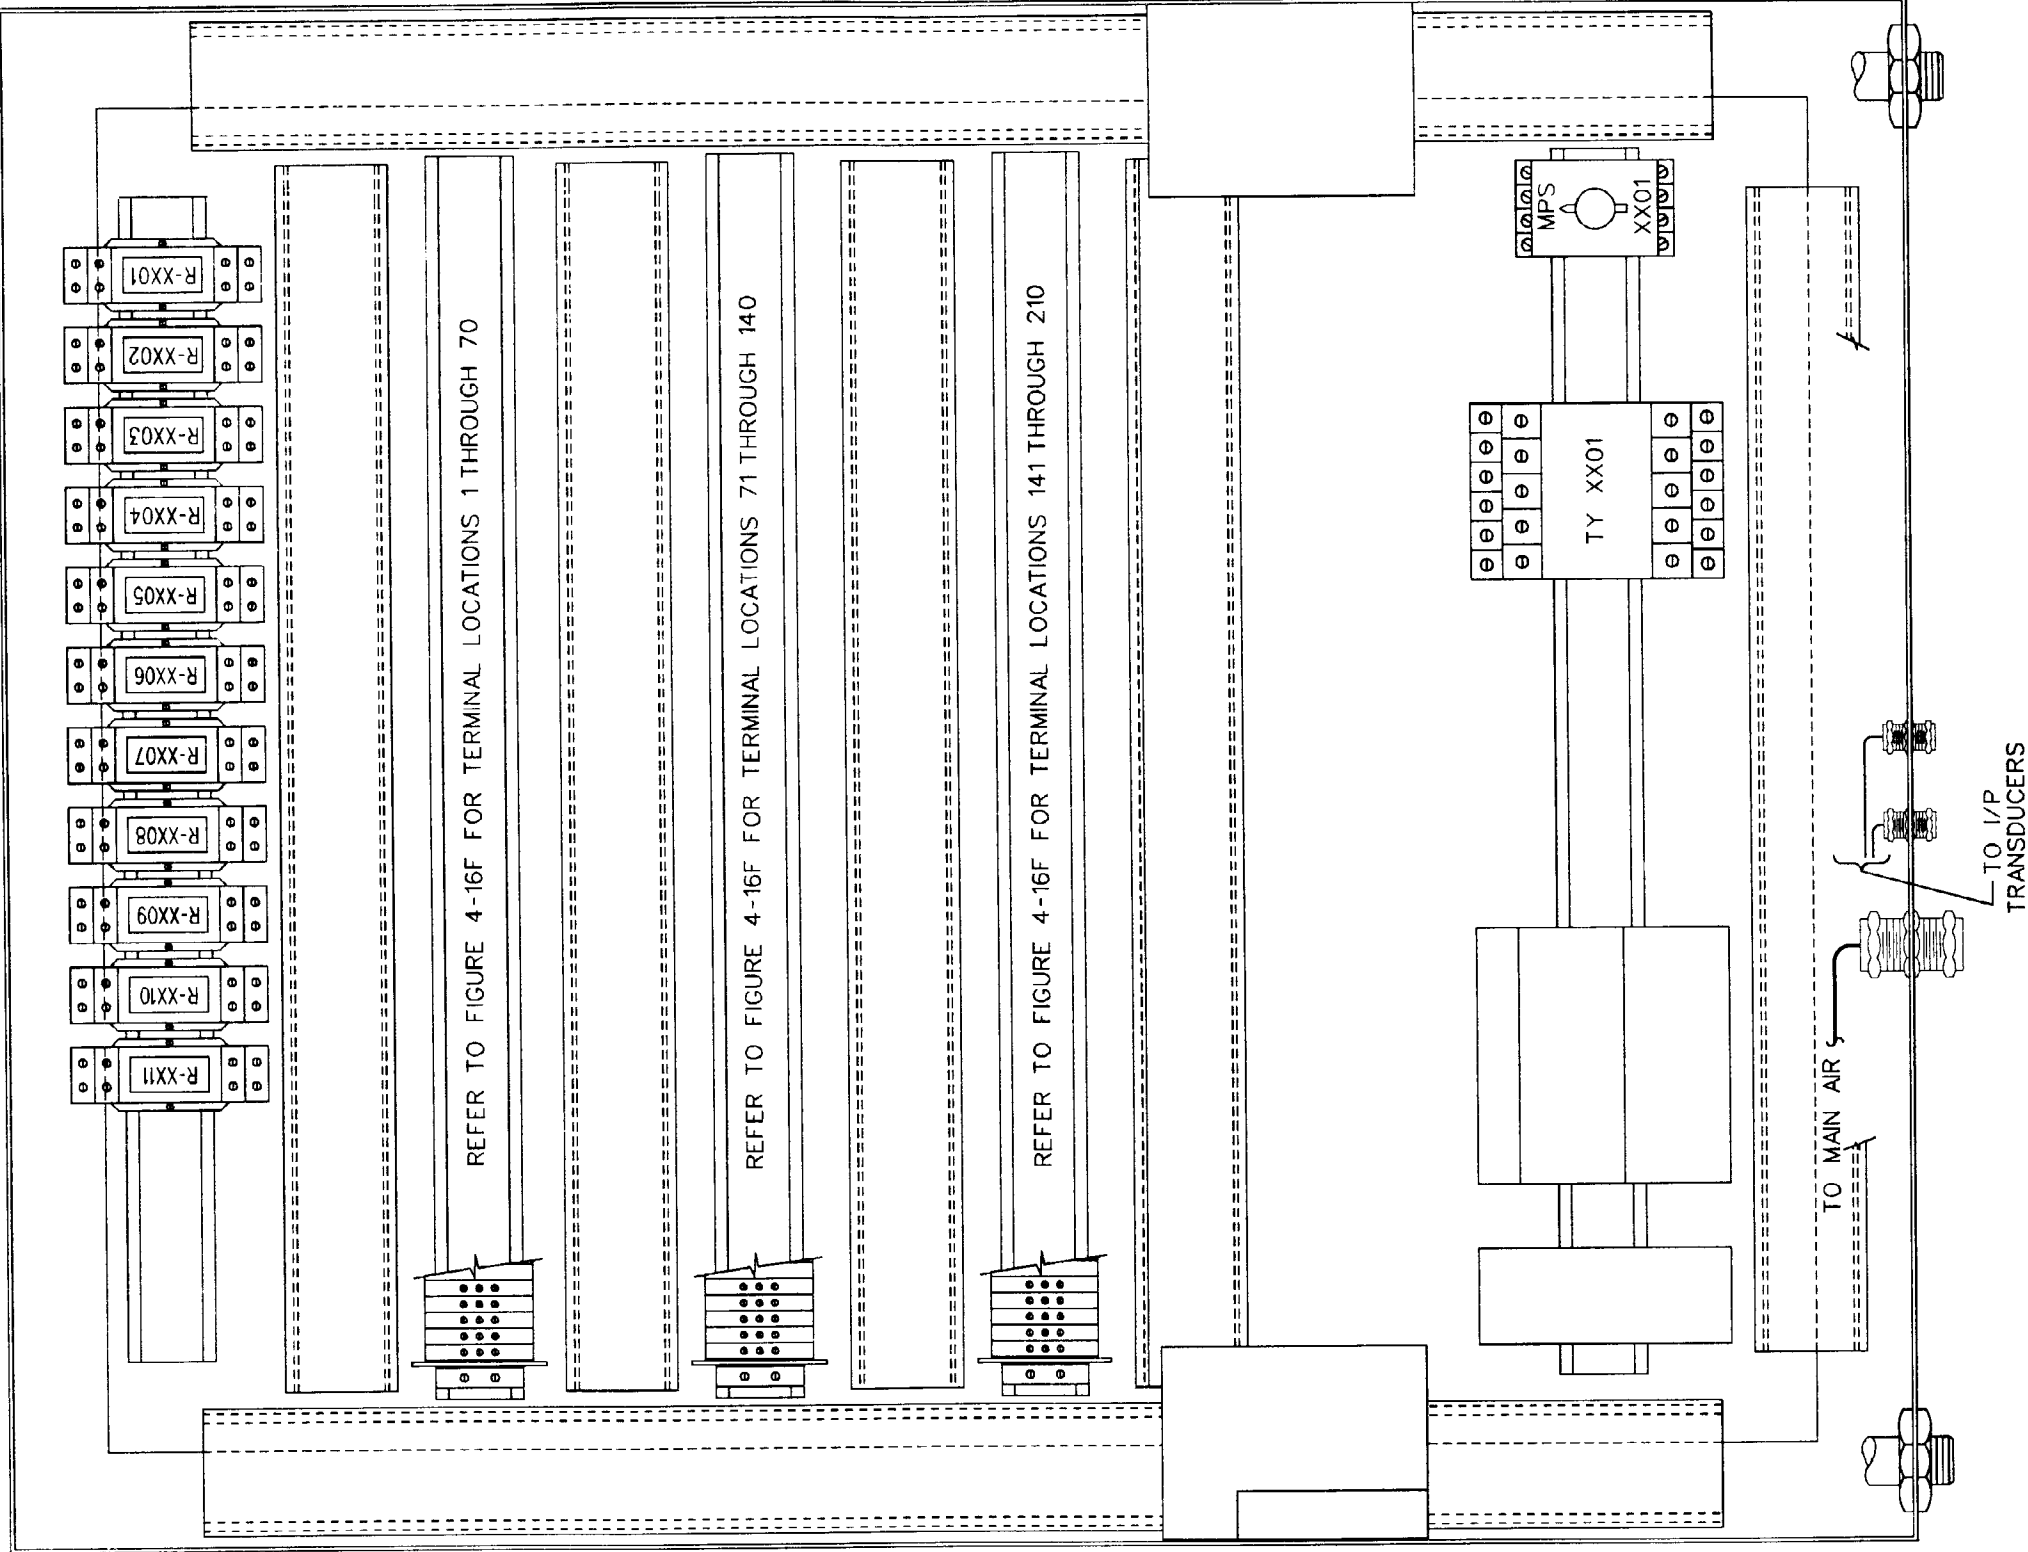 R-XX01
R-XX02
R-XX03
R-XX04
R-XX05
R-XX06
R-XX07
R-XX08
R-XX09
R-XX10
R-XX11
REFER TO FIGURE 4-16F FOR TERMINAL LOCATIONS 1 THROUGH 70
REFER TO FIGURE 4-16F FOR TERMINAL LOCATIONS 71 THROUGH 140
REFER TO FIGURE 4-16F FOR TERMINAL LOCATIONS 141 THROUGH 210
MPS
XX01
TY XX01
TO MAIN AIR
TO I/P
TRANSDUCERS